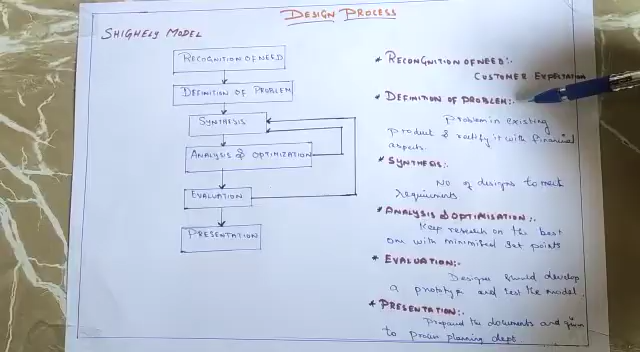 DESIGN PROCESS
SHIGHELY MODEL
RECOGNITION OF NEED
DEFINITION OF PROBLEM
SYNTHESIS
ANALYSIS & OPTIMIZATION
EVALUATION
PRESENTATION
* RECONGNITION OF NEED:-
CUSTOMER EXPECTATION
* DEFINITION OF PROBLEM:-
Problem in existing
product & rectify it with financial
aspects.
* SYNTHESIS:-
No of designs to meet
requirements
* ANALYSIS & OPTIMISATION:-
Keep research on the best
one with minimised set points
* EVALUATION:-
Designer should develop
a prototype and test the model.
* PRESENTATION:-
Prepared the documents and given
to process planning dept